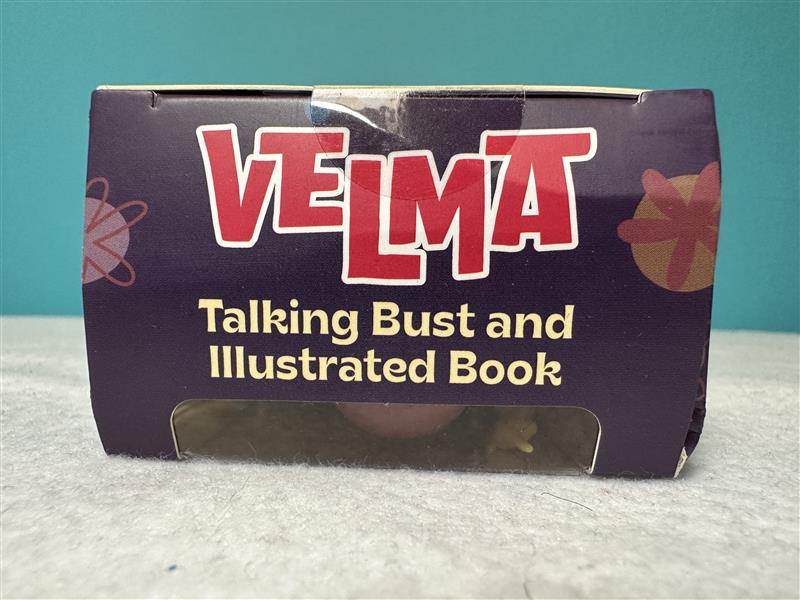 VELMA
Talking Bust and
Illustrated Book